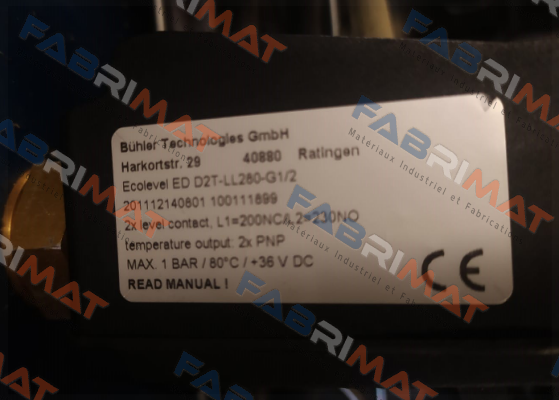 Bühler Technologies GmbH
Harkortstr. 29 40880 Ratingen
Ecolevel ED D2T-LL280-G1/2
201112140801 100111899
2x level contact, L1=200NC/L2=230NO
temperature output: 2x PNP
MAX. 1 BAR / 80°C / +36 V DC
READ MANUAL !
CE
FABRIMAT
Matériaux Industriel et Fabrication